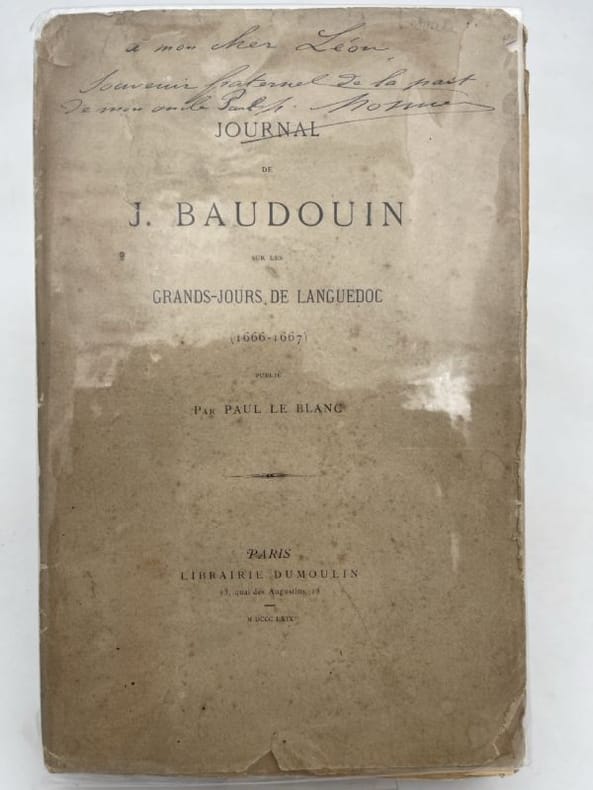 à mon cher Léon
Souvenir fraternel de la part
de mon oncle Paul
JOURNAL
DE
J. BAUDOUIN
SUR LES
GRANDS-JOURS DE LANGUEDOC
(1666-1667)
PUBLIÉ
PAR PAUL LE BLANC
PARIS
LIBRAIRIE DUMOULIN
13, quai des Augustins, 13
M DCCC LXIX